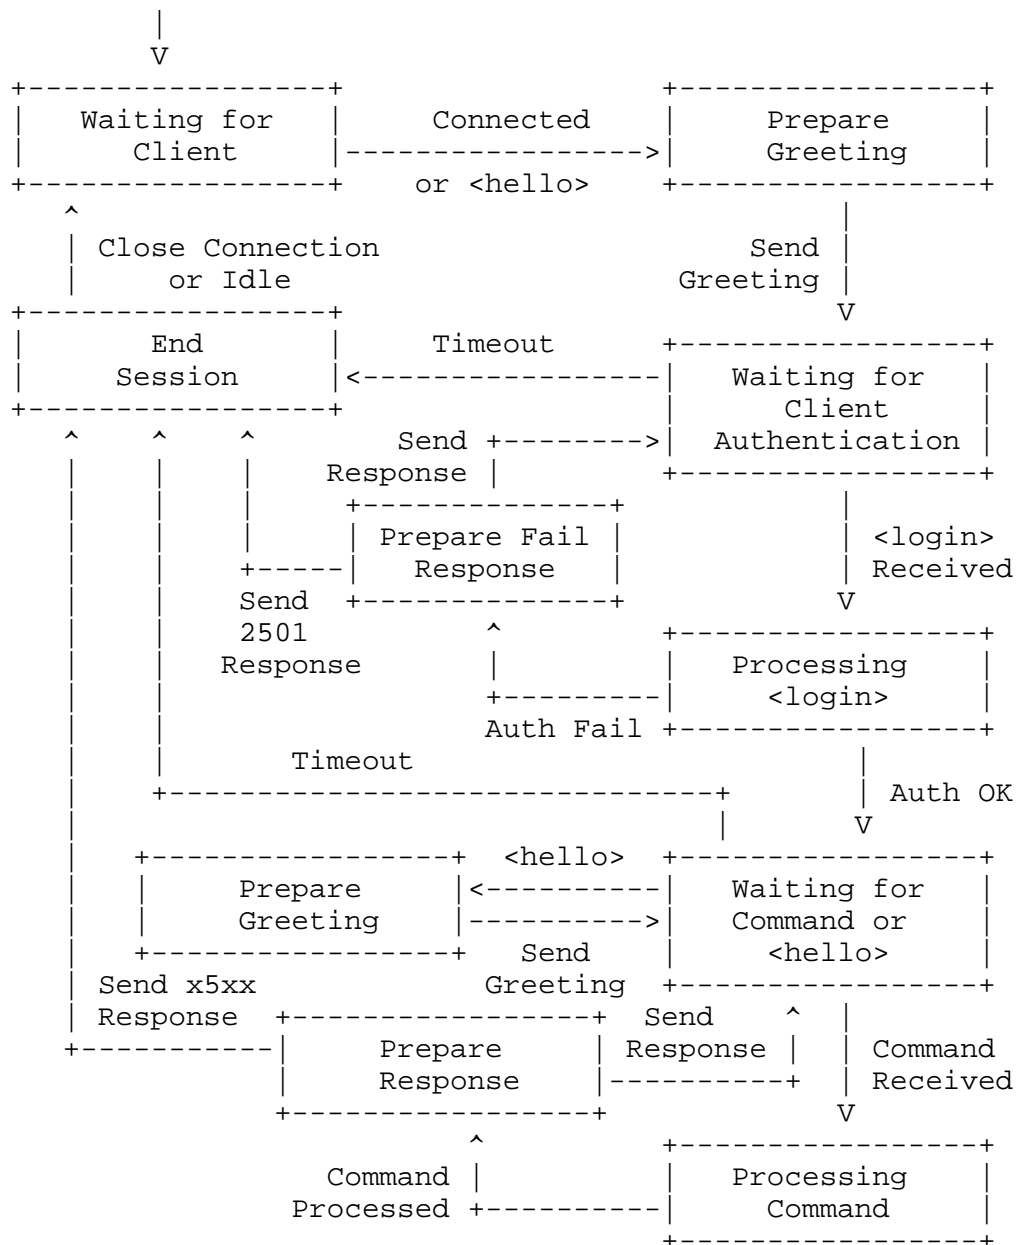 |
                V
        +-----------------+                  +-----------------+
        |   Waiting for   |     Connected    |     Prepare     |
        |      Client     |----------------->|     Greeting    |
        +-----------------+    or <hello>    +-----------------+
           ^                                           |
           | Close Connection                     Send |
           |     or Idle                      Greeting |
        +-----------------+                            V
        |       End       |     Timeout      +-----------------+
        |     Session     |<-----------------|   Waiting for   |
        +-----------------+                  |      Client     |
           ^    ^    ^        Send +-------->|  Authentication |
           |    |    |    Response |         +-----------------+
           |    |    |     +--------------+            |
           |    |    |     | Prepare Fail |            | <login>
           |    |    +-----|   Response   |            | Received
           |    |    Send  +--------------+            V
           |    |    2501          ^         +-----------------+
           |    |   Response       |         |   Processing    |
           |    |                  +---------|     <login>     |
           |    |                  Auth Fail +-----------------+
           |    |       Timeout                         |
           |    +-------------------------------+       | Auth OK
           |                                    |       V
           |   +-----------------+  <hello>  +-----------------+
           |   |     Prepare     |<----------|   Waiting for   |
           |   |     Greeting    |---------->|   Command or    |
           |   +-----------------+   Send    |     <hello>     |
           | Send x5xx             Greeting  +-----------------+
           | Response  +-----------------+  Send    ^  |
           +-----------|     Prepare     | Response |  | Command
                       |     Response    |----------+  | Received
                       +-----------------+             V
                                  ^          +-----------------+
                          Command |          |   Processing    |
                        Processed +----------|     Command     |
                                             +-----------------+